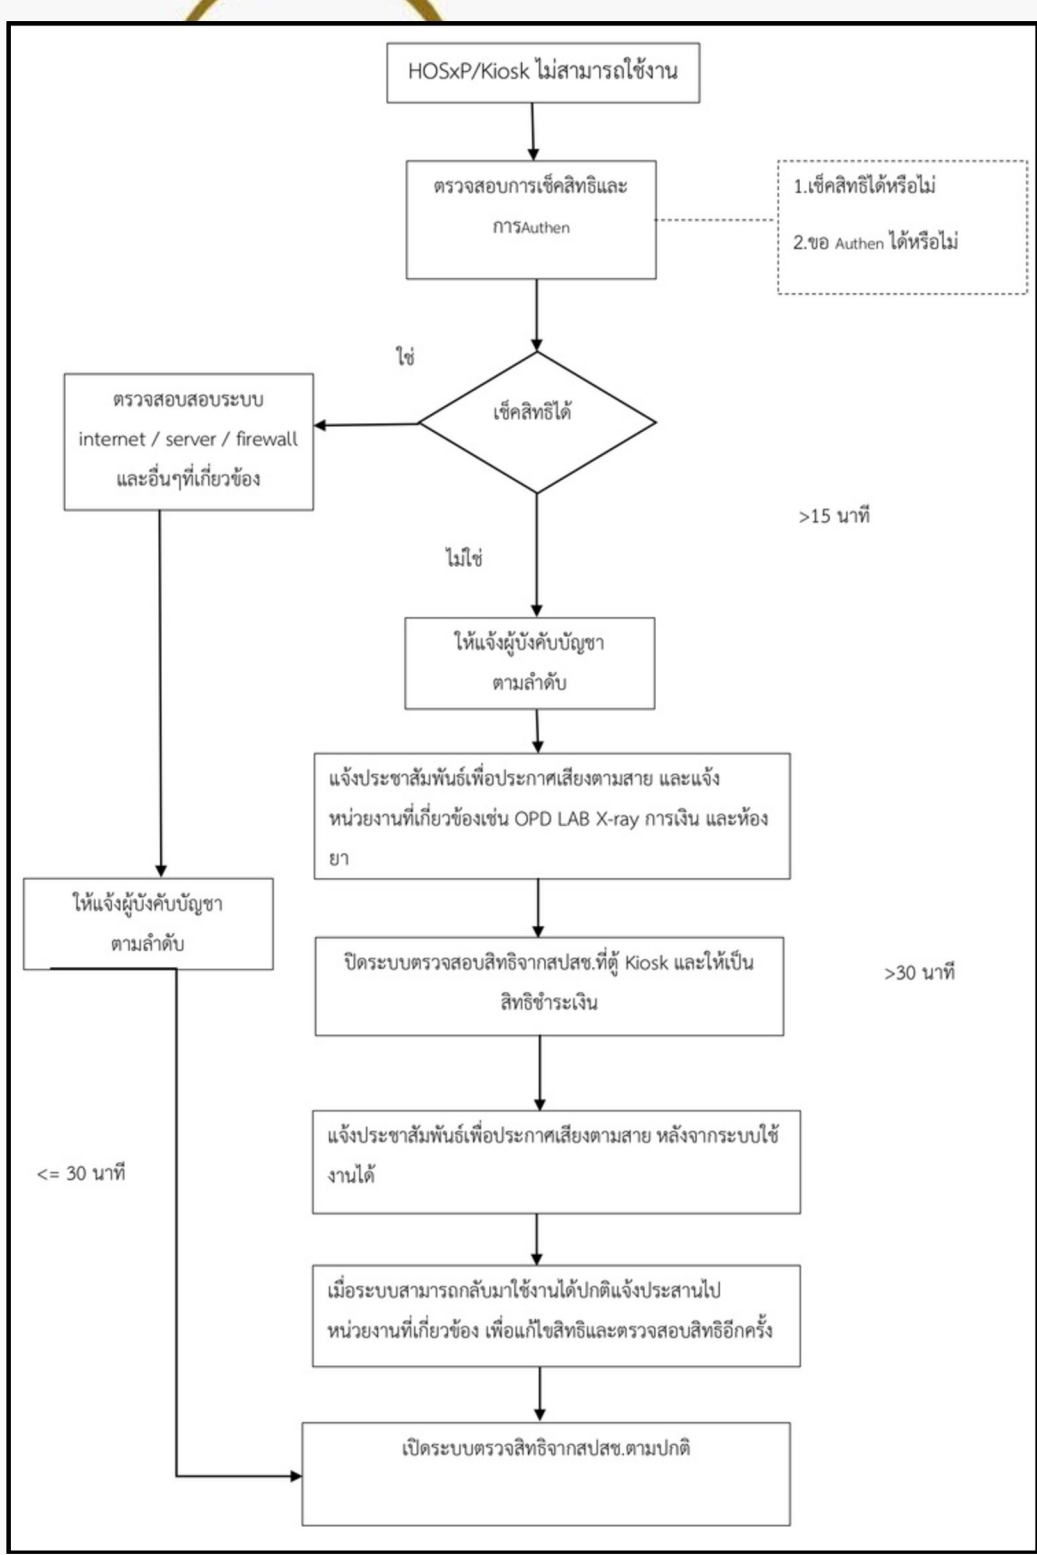 HOSxP/Kiosk ไม่สามารถใช้งาน
ตรวจสอบการเช็คสิทธิและ
การAuthen
1.เช็คสิทธิได้หรือไม่
2.ขอ Authen ได้หรือไม่
ใช่
เช็คสิทธิได้
ตรวจสอบสอบระบบ
internet / server / firewall
และอื่นๆที่เกี่ยวข้อง
>15 นาที
ไม่ใช่
ให้แจ้งผู้บังคับบัญชา
ตามลำดับ
แจ้งประชาสัมพันธ์เพื่อประกาศเสียงตามสาย และแจ้ง
หน่วยงานที่เกี่ยวข้องเช่น OPD LAB X-ray การเงิน และห้อง
ยา
ให้แจ้งผู้บังคับบัญชา
ตามลำดับ
ปิดระบบตรวจสอบสิทธิจากสปสช.ที่ตู้ Kiosk และให้เป็น
สิทธิชำระเงิน
>30 นาที
แจ้งประชาสัมพันธ์เพื่อประกาศเสียงตามสาย หลังจากระบบใช้
งานได้
<= 30 นาที
เมื่อระบบสามารถกลับมาใช้งานได้ปกติแจ้งประสานไป
หน่วยงานที่เกี่ยวข้อง เพื่อแก้ไขสิทธิและตรวจสอบสิทธิอีกครั้ง
เปิดระบบตรวจสิทธิจากสปสช.ตามปกติ